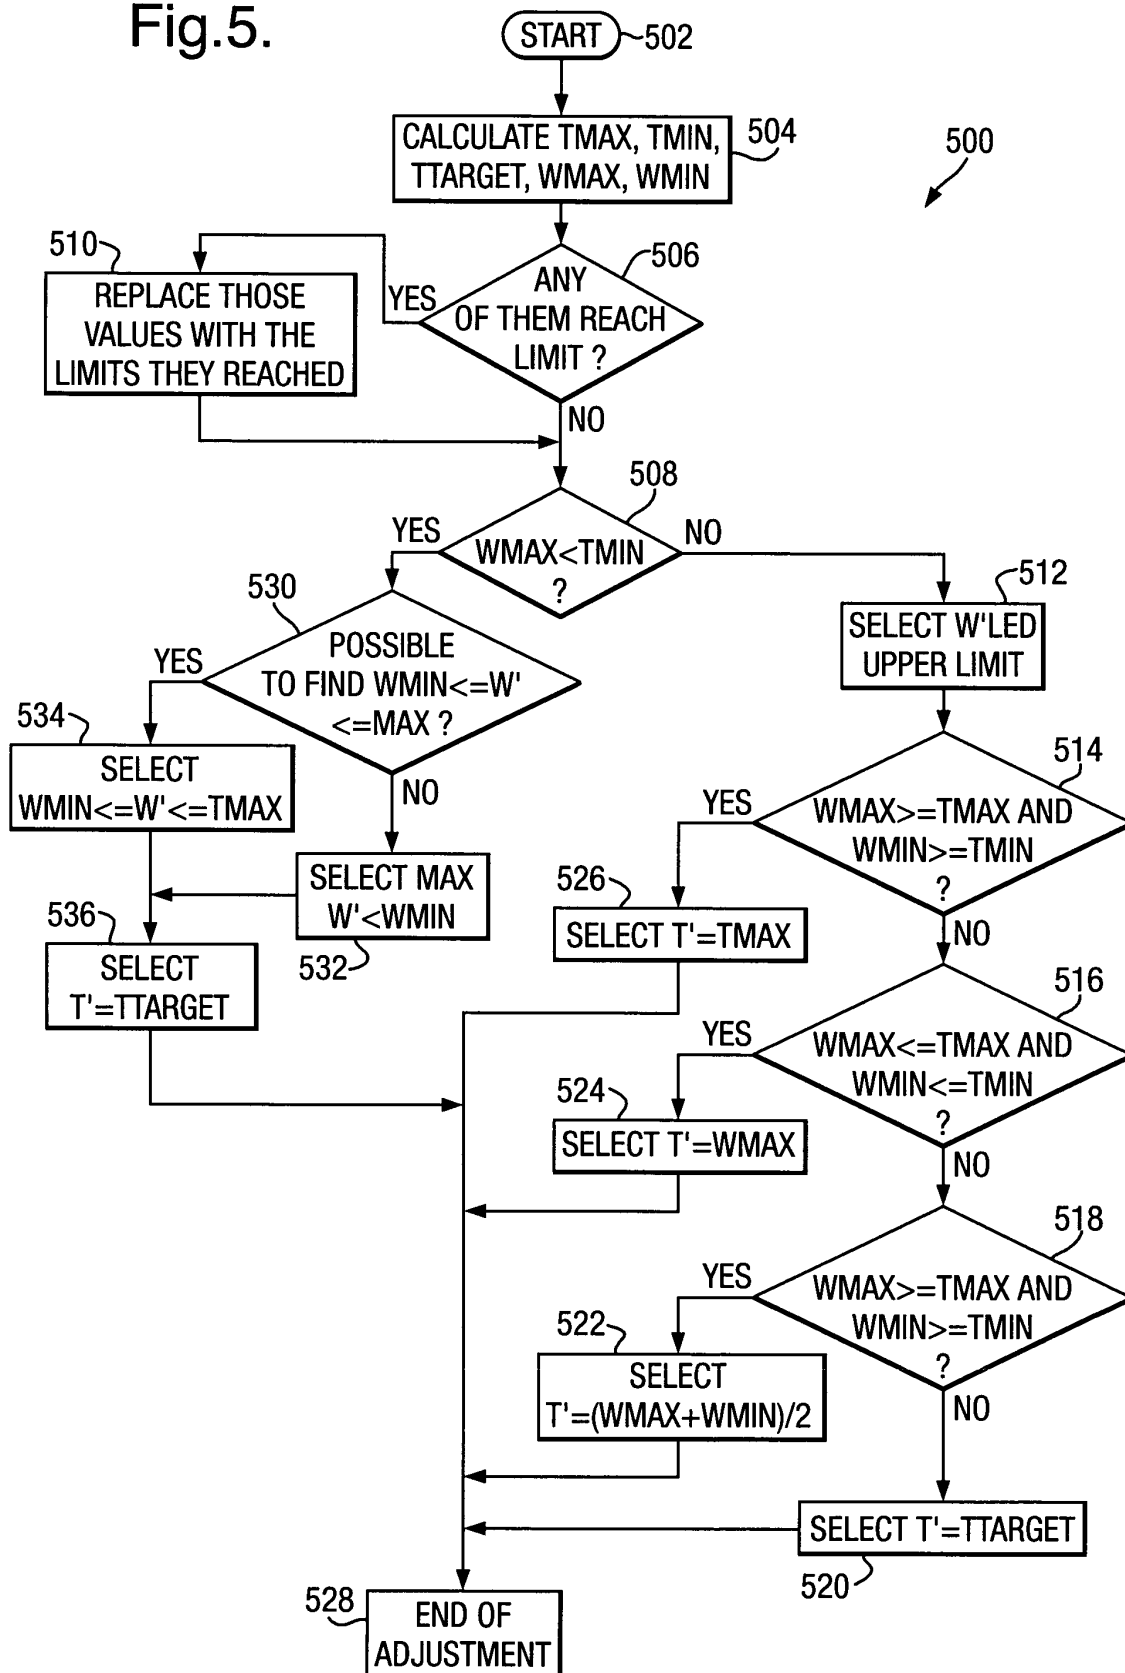 Fig.5.
START
502
CALCULATE TMAX, TMIN,
TTARGET, WMAX, WMIN
504
500
510
REPLACE THOSE
VALUES WITH THE
LIMITS THEY REACHED
YES
ANY
OF THEM REACH
LIMIT ?
506
NO
508
YES
WMAX<TMIN
?
NO
530
POSSIBLE
TO FIND WMIN<=W'
<=MAX ?
YES
NO
512
SELECT W'LED
UPPER LIMIT
534
SELECT
WMIN<=W'<=TMAX
SELECT MAX
W'<WMIN
532
536
SELECT
T'=TTARGET
514
YES
WMAX>=TMAX AND
WMIN>=TMIN
?
NO
526
SELECT T'=TMAX
516
YES
WMAX<=TMAX AND
WMIN<=TMIN
?
NO
524
SELECT T'=WMAX
518
YES
WMAX>=TMAX AND
WMIN>=TMIN
?
NO
522
SELECT
T'=(WMAX+WMIN)/2
SELECT T'=TTARGET
520
528
END OF
ADJUSTMENT